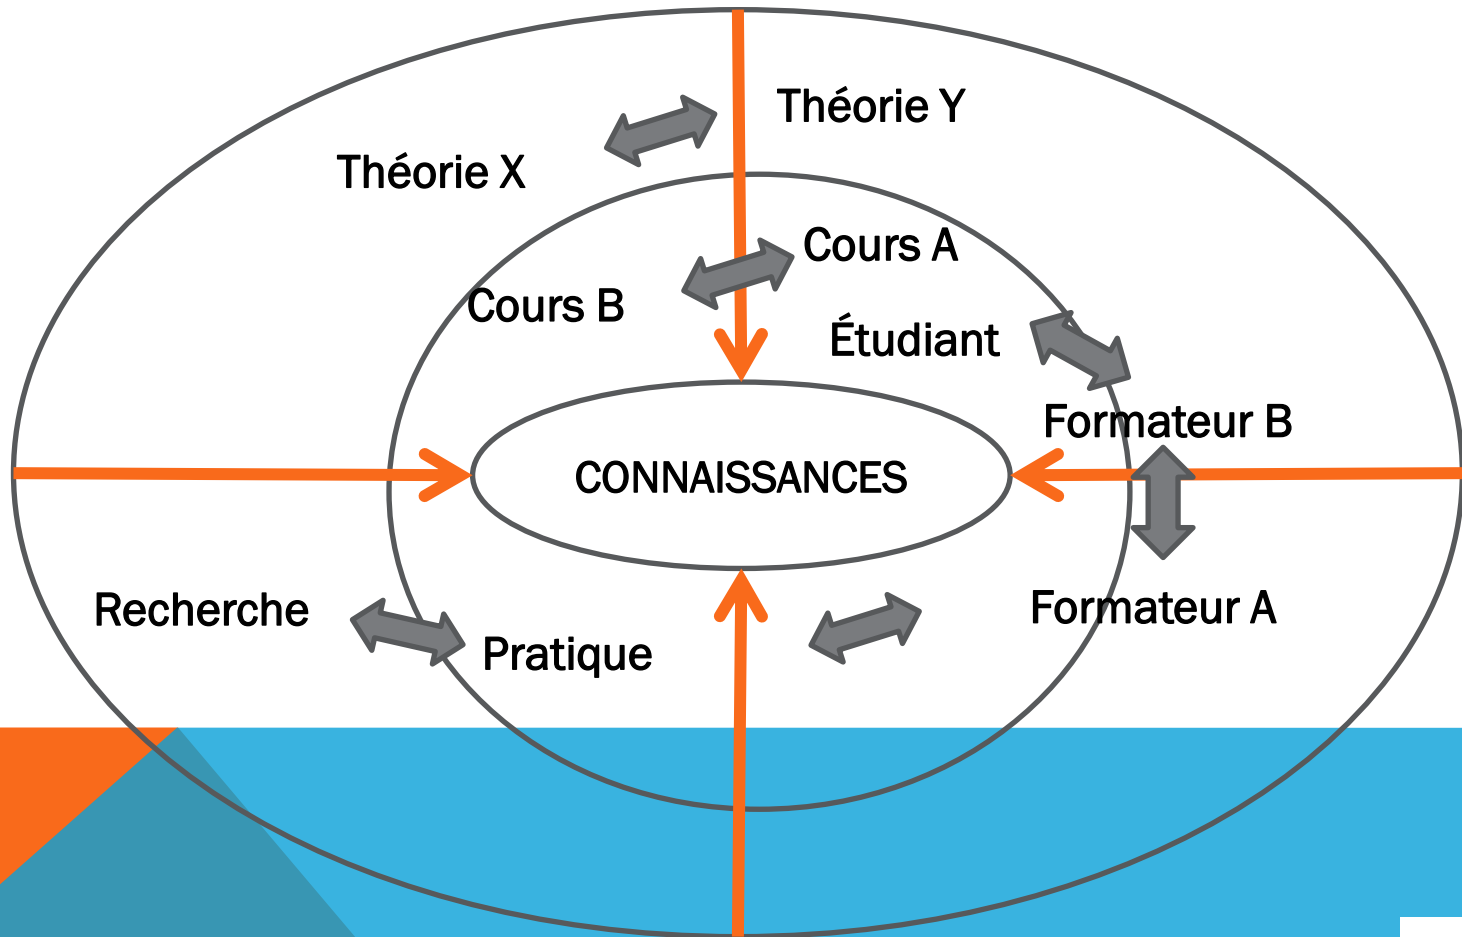 Théorie Y
Théorie X
Cours A
Cours B
Étudiant
Formateur B
CONNAISSANCES
Recherche
Formateur A
Pratique